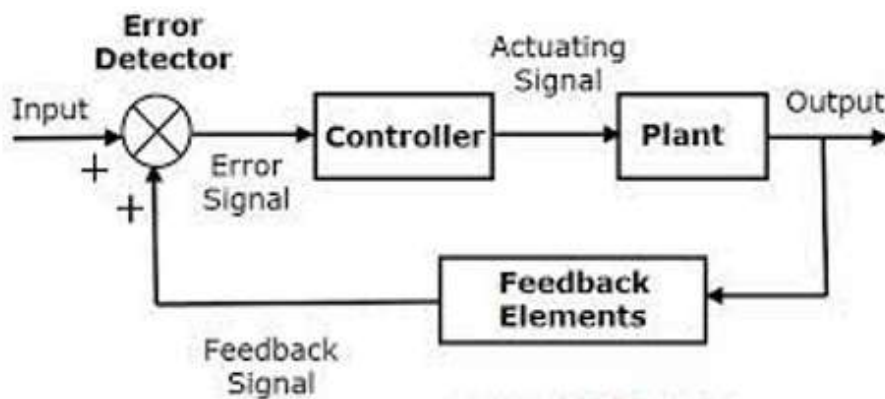 Error
Detector
Input
+
+
Error
Signal
Controller
Actuating
Signal
Plant
Output
Feedback
Elements
Feedback
Signal